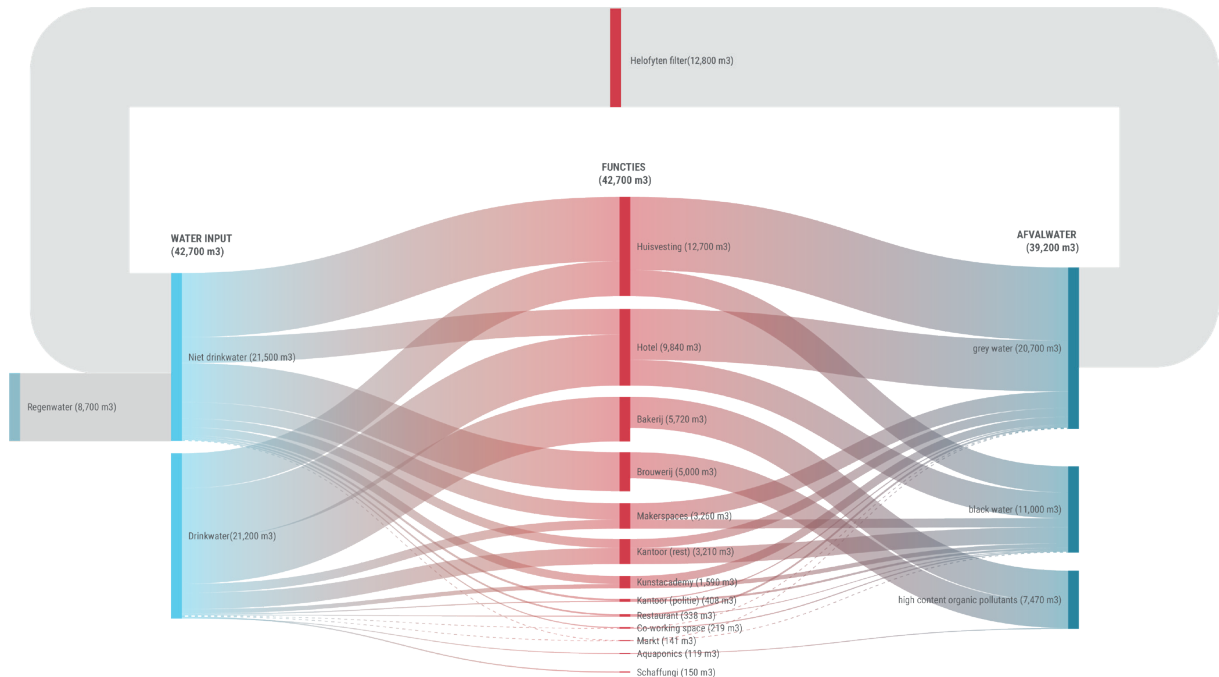 Helofyten filter(12,800 m3)
FUNCTIES
(42,700 m3)
WATER INPUT
(42,700 m3)
AFVALWATER
(39,200 m3)
Huisvesting (12,700 m3)
Hotel (9,840 m3)
grey water (20,700 m3)
Niet drinkwater (21,500 m3)
Regenwater (8,700 m3)
Bakerij (5,720 m3)
Brouwerij (5,000 m3)
Makerspaces (3,260 m3)
black water (11,000 m3)
Drinkwater(21,200 m3)
Kantoor (rest) (3,210 m3)
Kunstacademy (1,590 m3)
Kantoor (politie) (408 m3)
high content organic pollutants (7,470 m3)
Restaurant (338 m3)
Co-working space (219 m3)
Markt (141 m3)
Aquaponics (119 m3)
Schaffungi (150 m3)